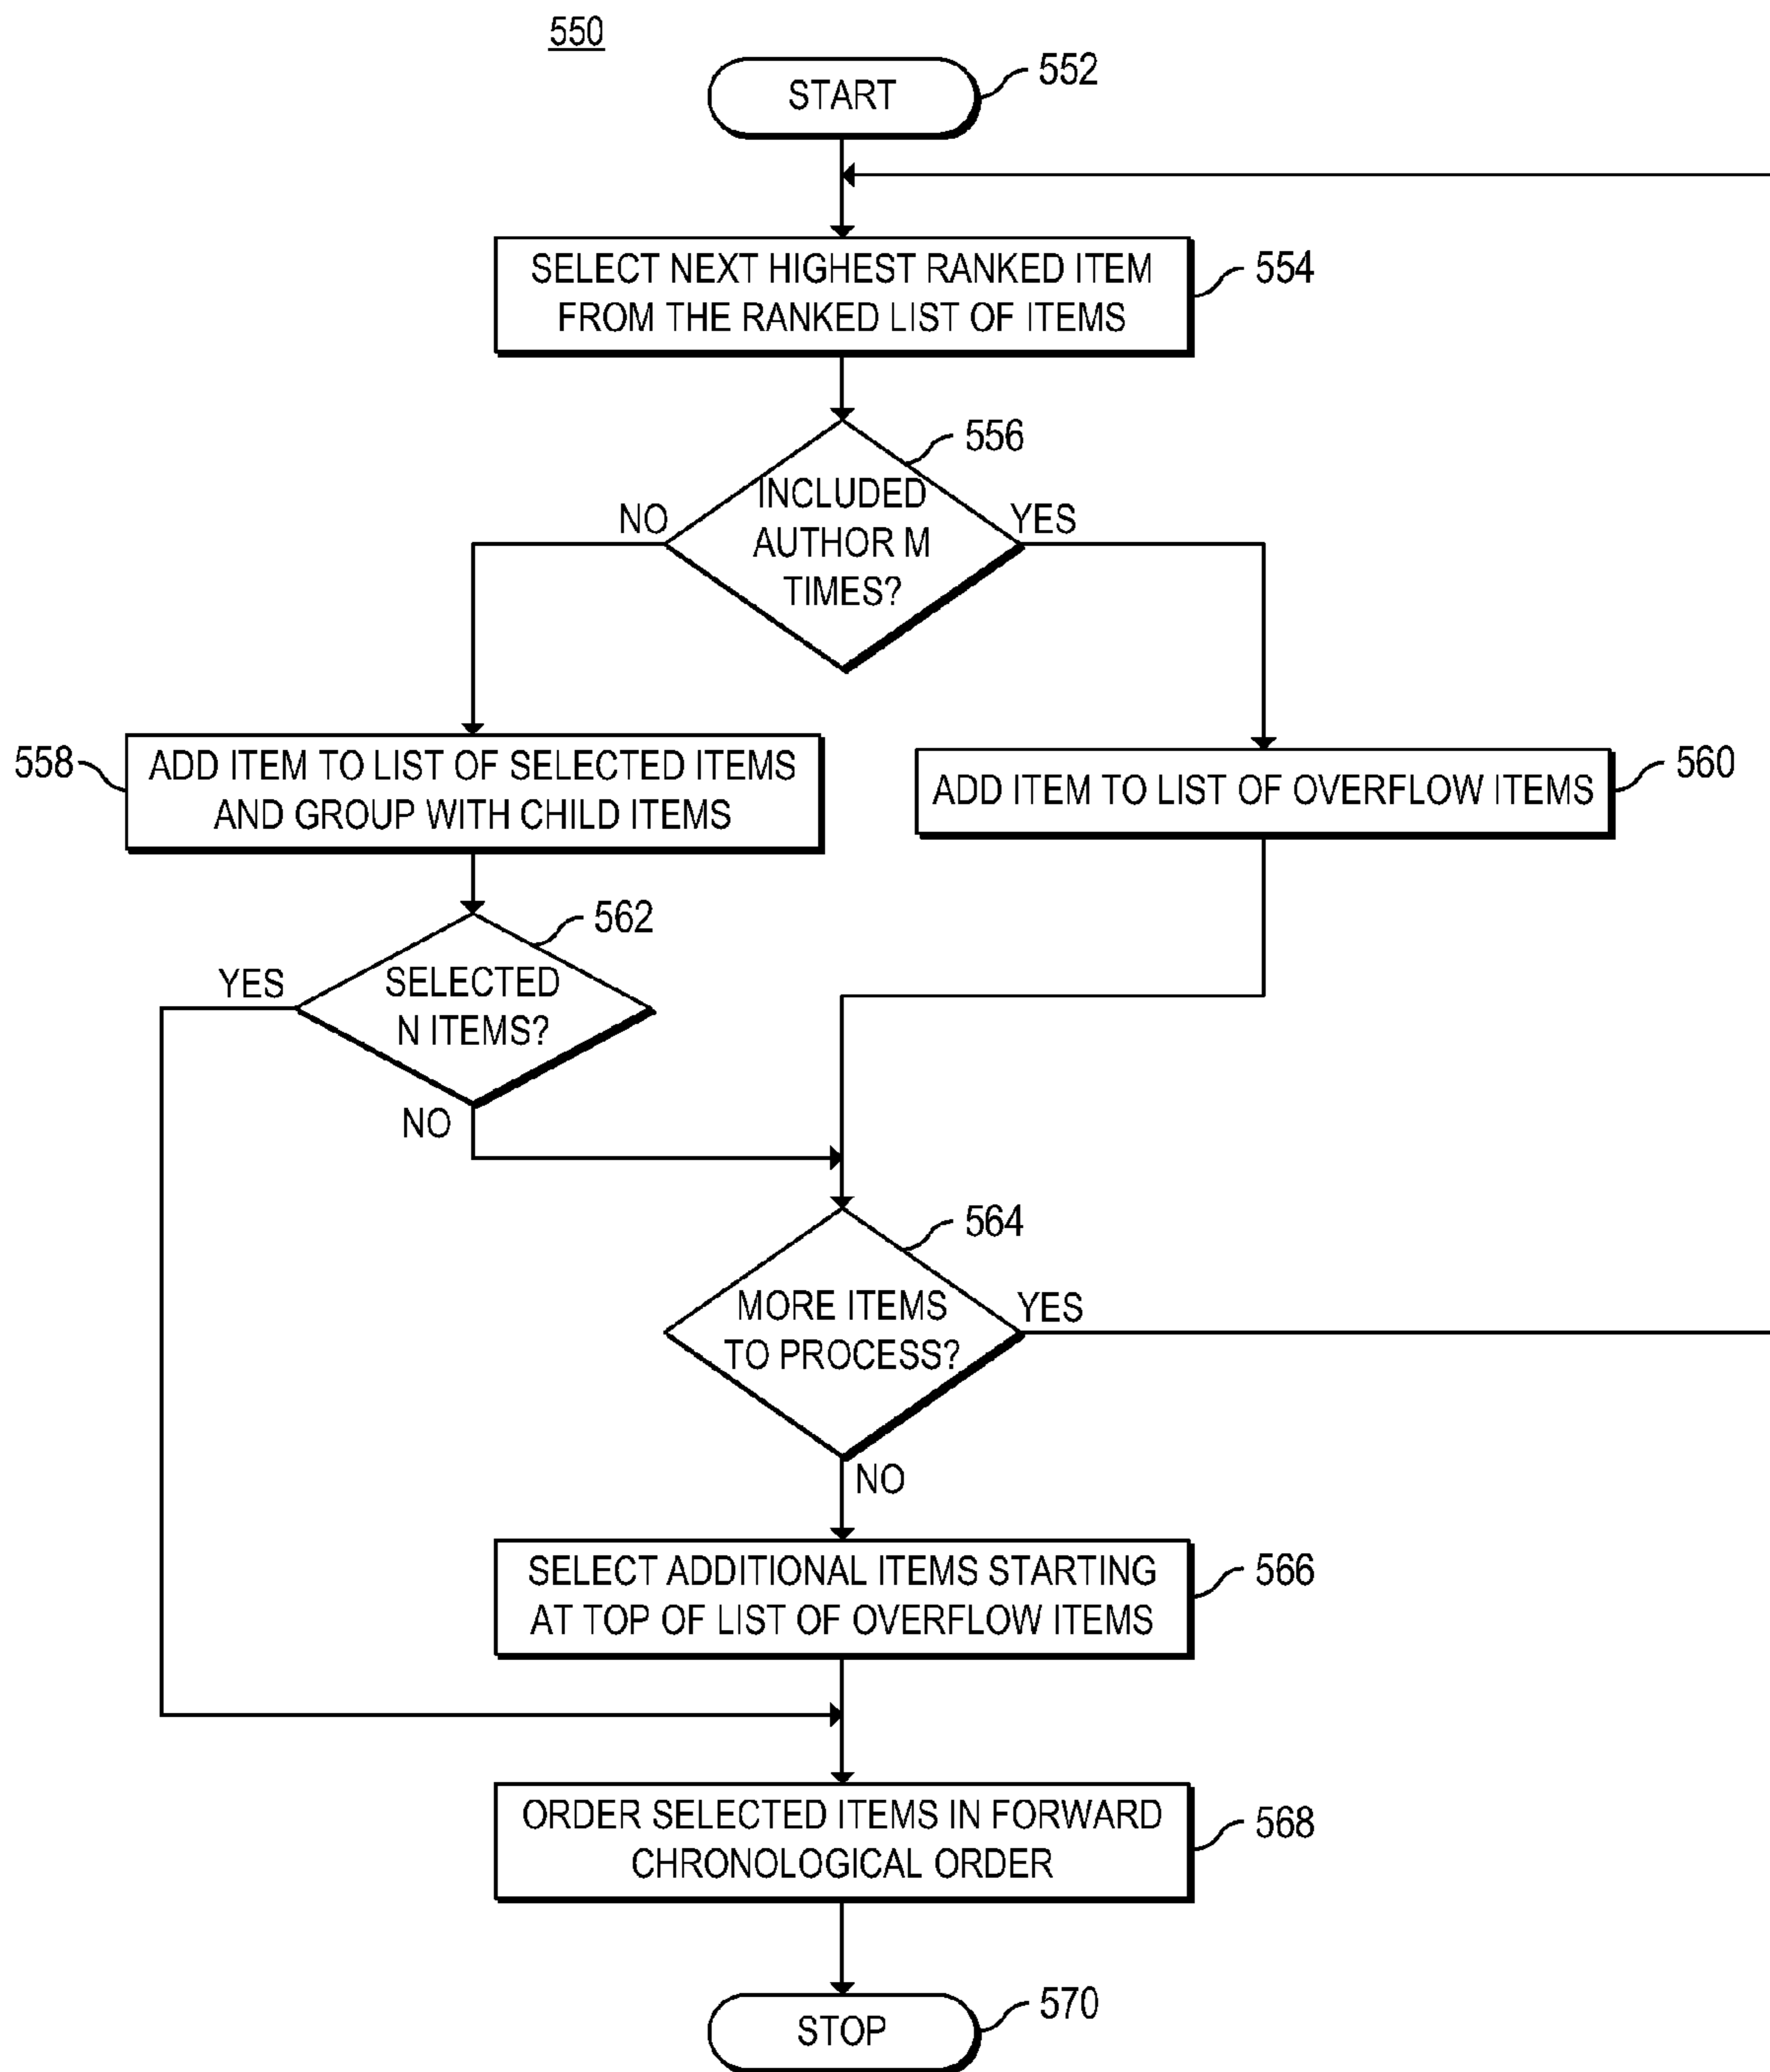 550
START
552
SELECT NEXT HIGHEST RANKED ITEM
FROM THE RANKED LIST OF ITEMS
554
556
INCLUDED
AUTHOR M
TIMES?
NO
YES
558
ADD ITEM TO LIST OF SELECTED ITEMS
AND GROUP WITH CHILD ITEMS
ADD ITEM TO LIST OF OVERFLOW ITEMS
560
562
YES
SELECTED
N ITEMS?
NO
564
MORE ITEMS
TO PROCESS?
YES
NO
SELECT ADDITIONAL ITEMS STARTING
AT TOP OF LIST OF OVERFLOW ITEMS
566
ORDER SELECTED ITEMS IN FORWARD
CHRONOLOGICAL ORDER
568
STOP
570